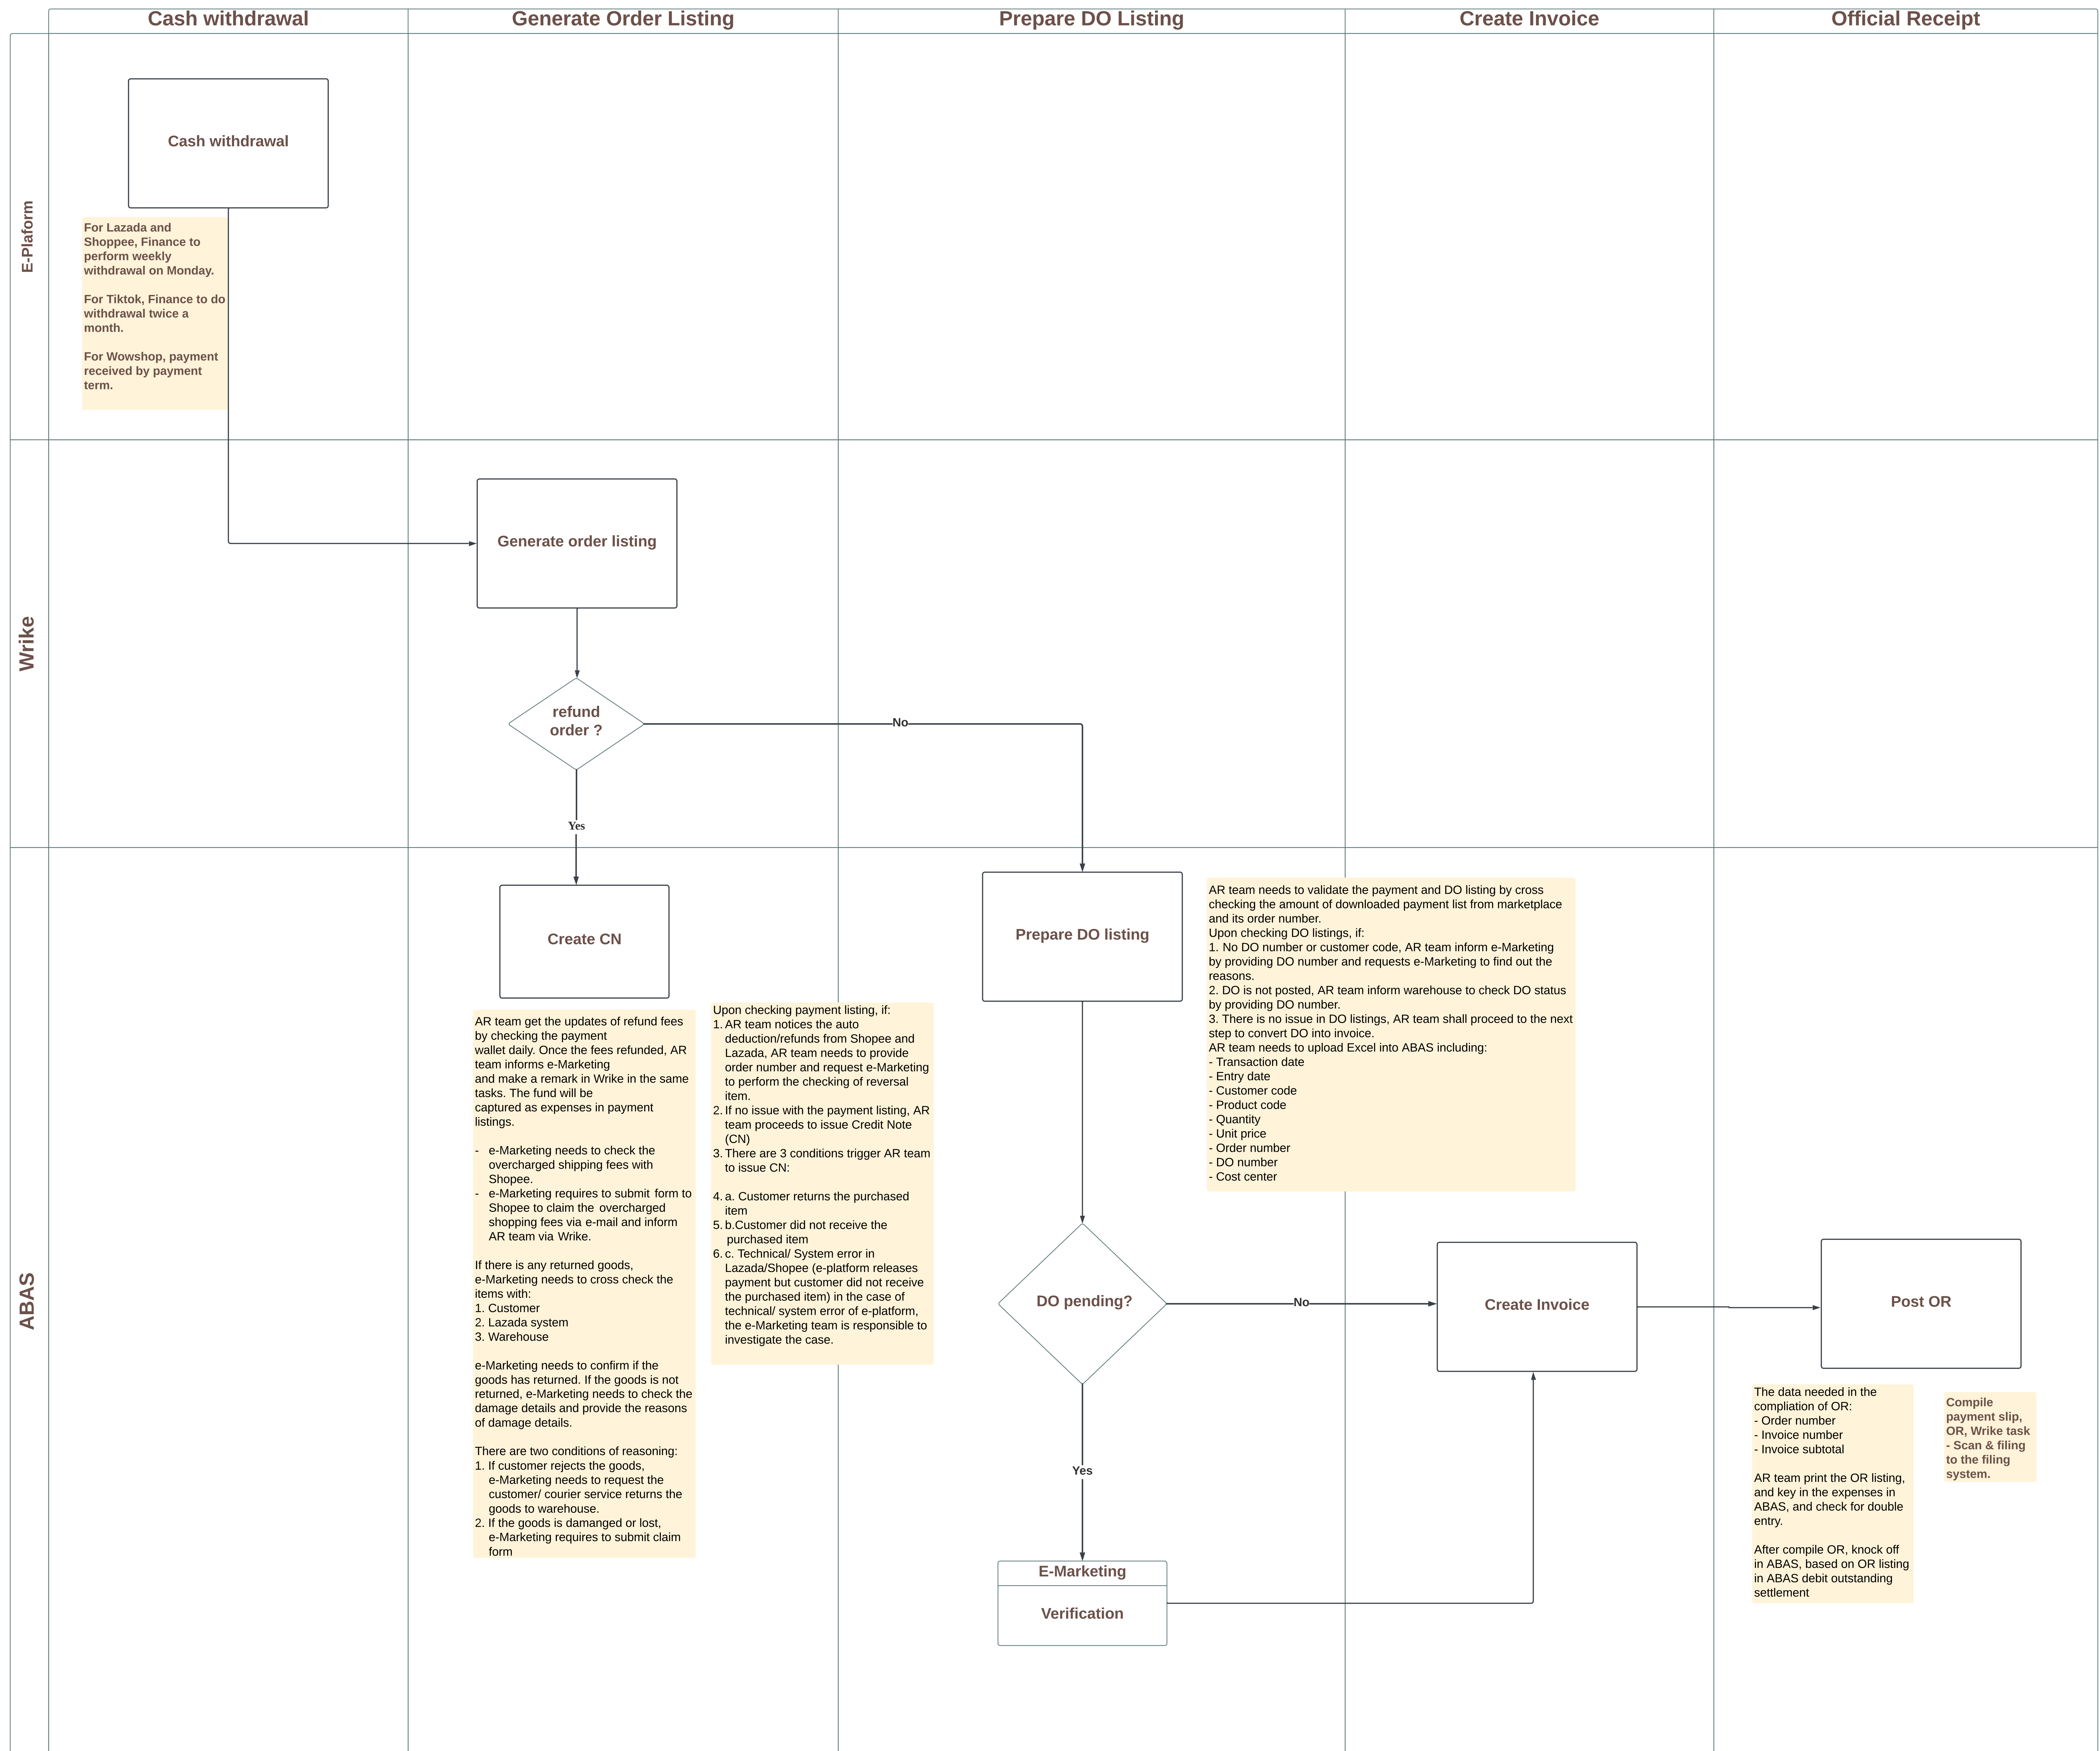 Cash withdrawal
Generate Order Listing
Prepare DO Listing
Create Invoice
Official Receipt
E-Plaform
Cash withdrawal
For Lazada and
Shoppee, Finance to
perform weekly
withdrawal on Monday.
For Tiktok, Finance to do
withdrawal twice a
month.
For Wowshop, payment
received by payment
term.
Wrike
Generate order listing
refund
order ?
No
Yes
ABAS
Create CN
AR team get the updates of refund fees
by checking the payment
wallet daily. Once the fees refunded, AR
team informs e-Marketing
and make a remark in Wrike in the same
tasks. The fund will be
captured as expenses in payment
listings.
- e-Marketing needs to check the
overcharged shipping fees with
Shopee.
- e-Marketing requires to submit form to
Shopee to claim the overcharged
shopping fees via e-mail and inform
AR team via Wrike.
If there is any returned goods,
e-Marketing needs to cross check the
items with:
1. Customer
2. Lazada system
3. Warehouse
e-Marketing needs to confirm if the
goods has returned. If the goods is not
returned, e-Marketing needs to check the
damage details and provide the reasons
of damage details.
There are two conditions of reasoning:
1. If customer rejects the goods,
e-Marketing needs to request the
customer/ courier service returns the
goods to warehouse.
2. If the goods is damanged or lost,
e-Marketing requires to submit claim
form
Upon checking payment listing, if:
1. AR team notices the auto
deduction/refunds from Shopee and
Lazada, AR team needs to provide
order number and request e-Marketing
to perform the checking of reversal
item.
2. If no issue with the payment listing, AR
team proceeds to issue Credit Note
(CN)
3. There are 3 conditions trigger AR team
to issue CN:
4. a. Customer returns the purchased
item
5. b.Customer did not receive the
purchased item
6. c. Technical/ System error in
Lazada/Shopee (e-platform releases
payment but customer did not receive
the purchased item) in the case of
technical/ system error of e-platform,
the e-Marketing team is responsible to
investigate the case.
Prepare DO listing
AR team needs to validate the payment and DO listing by cross
checking the amount of downloaded payment list from marketplace
and its order number.
Upon checking DO listings, if:
1. No DO number or customer code, AR team inform e-Marketing
by providing DO number and requests e-Marketing to find out the
reasons.
2. DO is not posted, AR team inform warehouse to check DO status
by providing DO number.
3. There is no issue in DO listings, AR team shall proceed to the next
step to convert DO into invoice.
AR team needs to upload Excel into ABAS including:
- Transaction date
- Entry date
- Customer code
- Product code
- Quantity
- Unit price
- Order number
- DO number
- Cost center
DO pending?
No
Yes
E-Marketing
Verification
Create Invoice
Post OR
The data needed in the
compliation of OR:
- Order number
- Invoice number
- Invoice subtotal
AR team print the OR listing,
and key in the expenses in
ABAS, and check for double
entry.
After compile OR, knock off
in ABAS, based on OR listing
in ABAS debit outstanding
settlement
Compile
payment slip,
OR, Wrike task
- Scan & filing
to the filing
system.